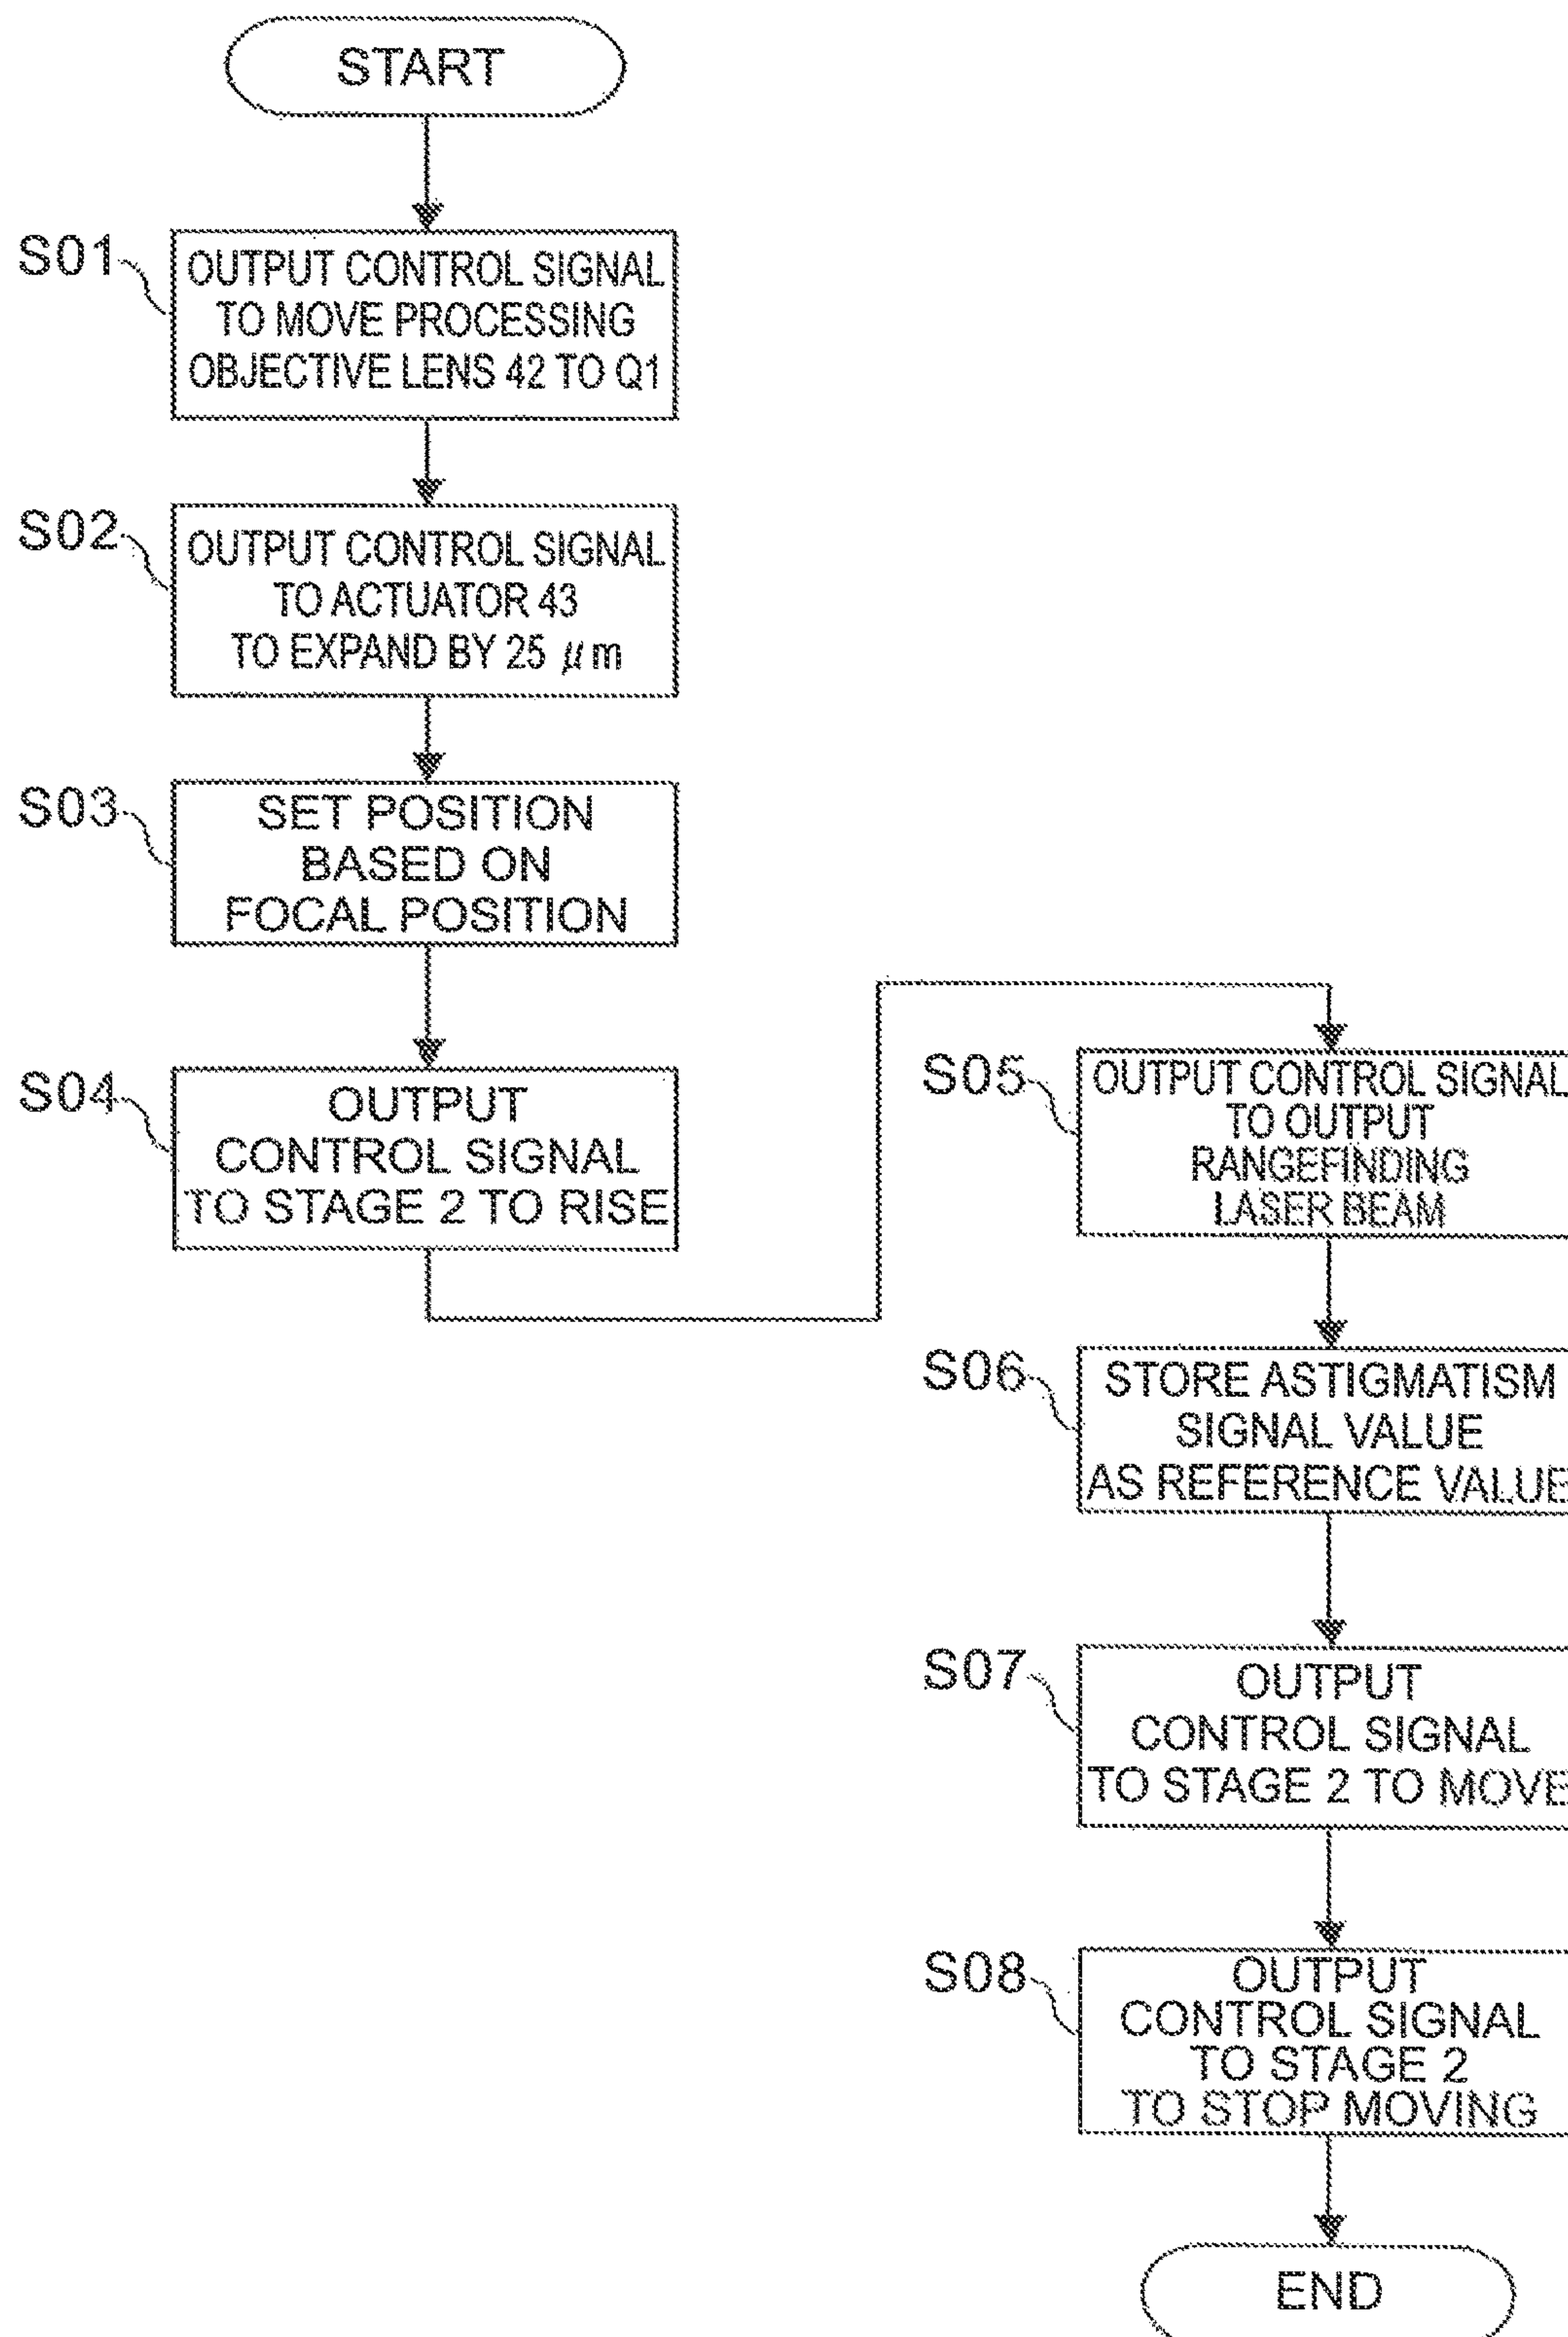 START
S01
OUTPUT CONTROL SIGNAL
TO MOVE PROCESSING
OBJECTIVE LENS 42 TO Q1
S02
OUTPUT CONTROL SIGNAL
TO ACTUATOR 43
TO EXPAND BY 25 μm
S03
SET POSITION
BASED ON
FOCAL POSITION
S04
OUTPUT
CONTROL SIGNAL
TO STAGE 2 TO RISE
S05
OUTPUT CONTROL SIGNAL
TO OUTPUT
RANGEFINDING
LASER BEAM
S06
STORE ASTIGMATISM
SIGNAL VALUE
AS REFERENCE VALUE
S07
OUTPUT
CONTROL SIGNAL
TO STAGE 2 TO MOVE
S08
OUTPUT
CONTROL SIGNAL
TO STAGE 2
TO STOP MOVING
END